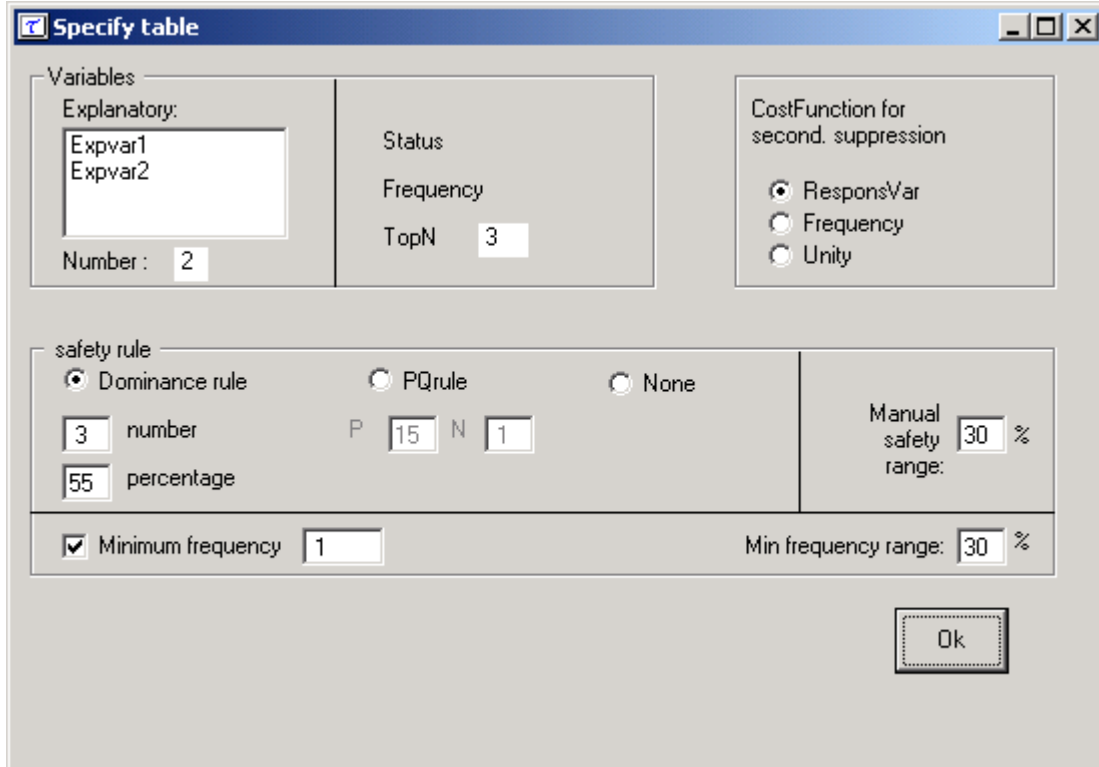 τ Specify table
Variables
Explanatory:
Expvar1
Expvar2
Number : 2
Status
Frequency
TopN 3
CostFunction for
second. suppression
ResponsVar
Frequency
Unity
safety rule
Dominance rule
PQrule
None
3 number
P 15 N 1
55 percentage
Manual
safety
range:
30 %
Minimum frequency 1
Min frequency range: 30 %
Ok